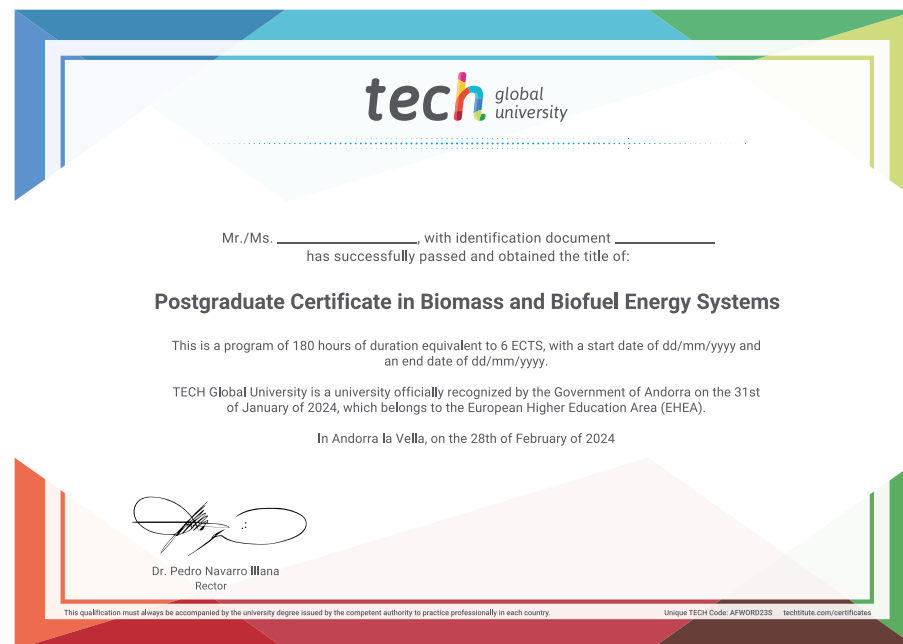 tech global university
Mr./Ms. ____________, with identification document ____________
has successfully passed and obtained the title of:
Postgraduate Certificate in Biomass and Biofuel Energy Systems
This is a program of 180 hours of duration equivalent to 6 ECTS, with a start date of dd/mm/yyyy and
an end date of dd/mm/yyyy.
TECH Global University is a university officially recognized by the Government of Andorra on the 31st
of January of 2024, which belongs to the European Higher Education Area (EHEA).
In Andorra la Vella, on the 28th of February of 2024
Dr. Pedro Navarro Illana
Rector
This qualification must always be accompanied by the university degree issued by the competent authority to practice professionally in each country.
Unique TECH Code: AFWORD23S techtitute.com/certificates